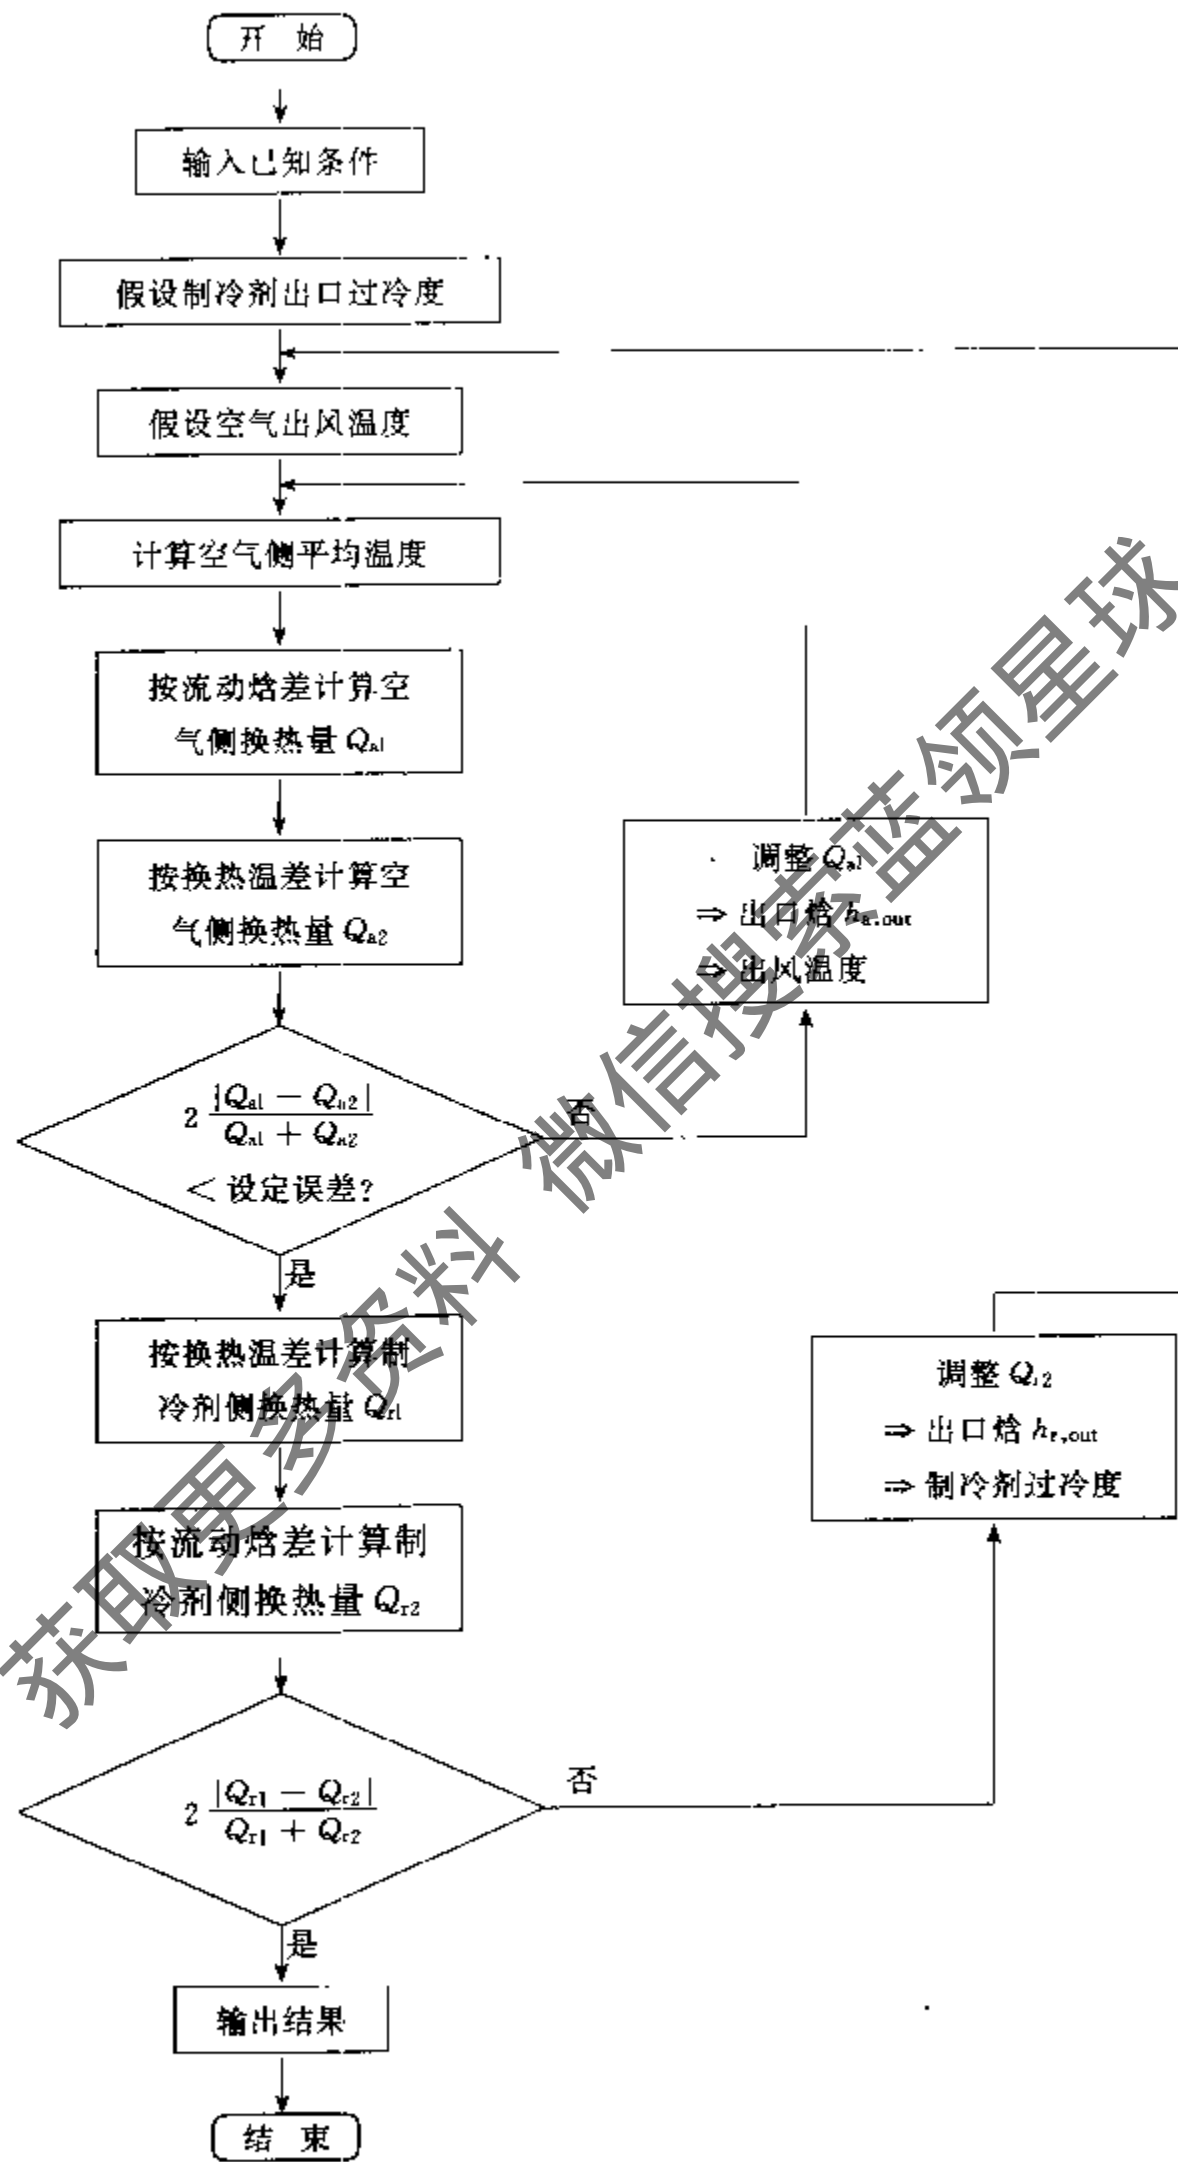 开 始
输入已知条件
假设制冷剂出口过冷度
假设空气出风温度
计算空气侧平均温度
按流动焓差计算空
气侧换热量 Qa1
按换热温差计算空
气侧换热量 Qa2
调整 Qa1
⇒ 出口焓 ha,out
⇒ 出风温度
2 |Qa1 − Qa2| / Qa1 + Qa2
< 设定误差?
否
是
按换热温差计算制
冷剂侧换热量 Qr1
按流动焓差计算制
冷剂侧换热量 Qr2
调整 Qr2
⇒ 出口焓 hr,out
⇒ 制冷剂过冷度
2 |Qr1 − Qr2| / Qr1 + Qr2
否
是
输出结果
结 束
获取更多资料 微信搜索蓝领星球